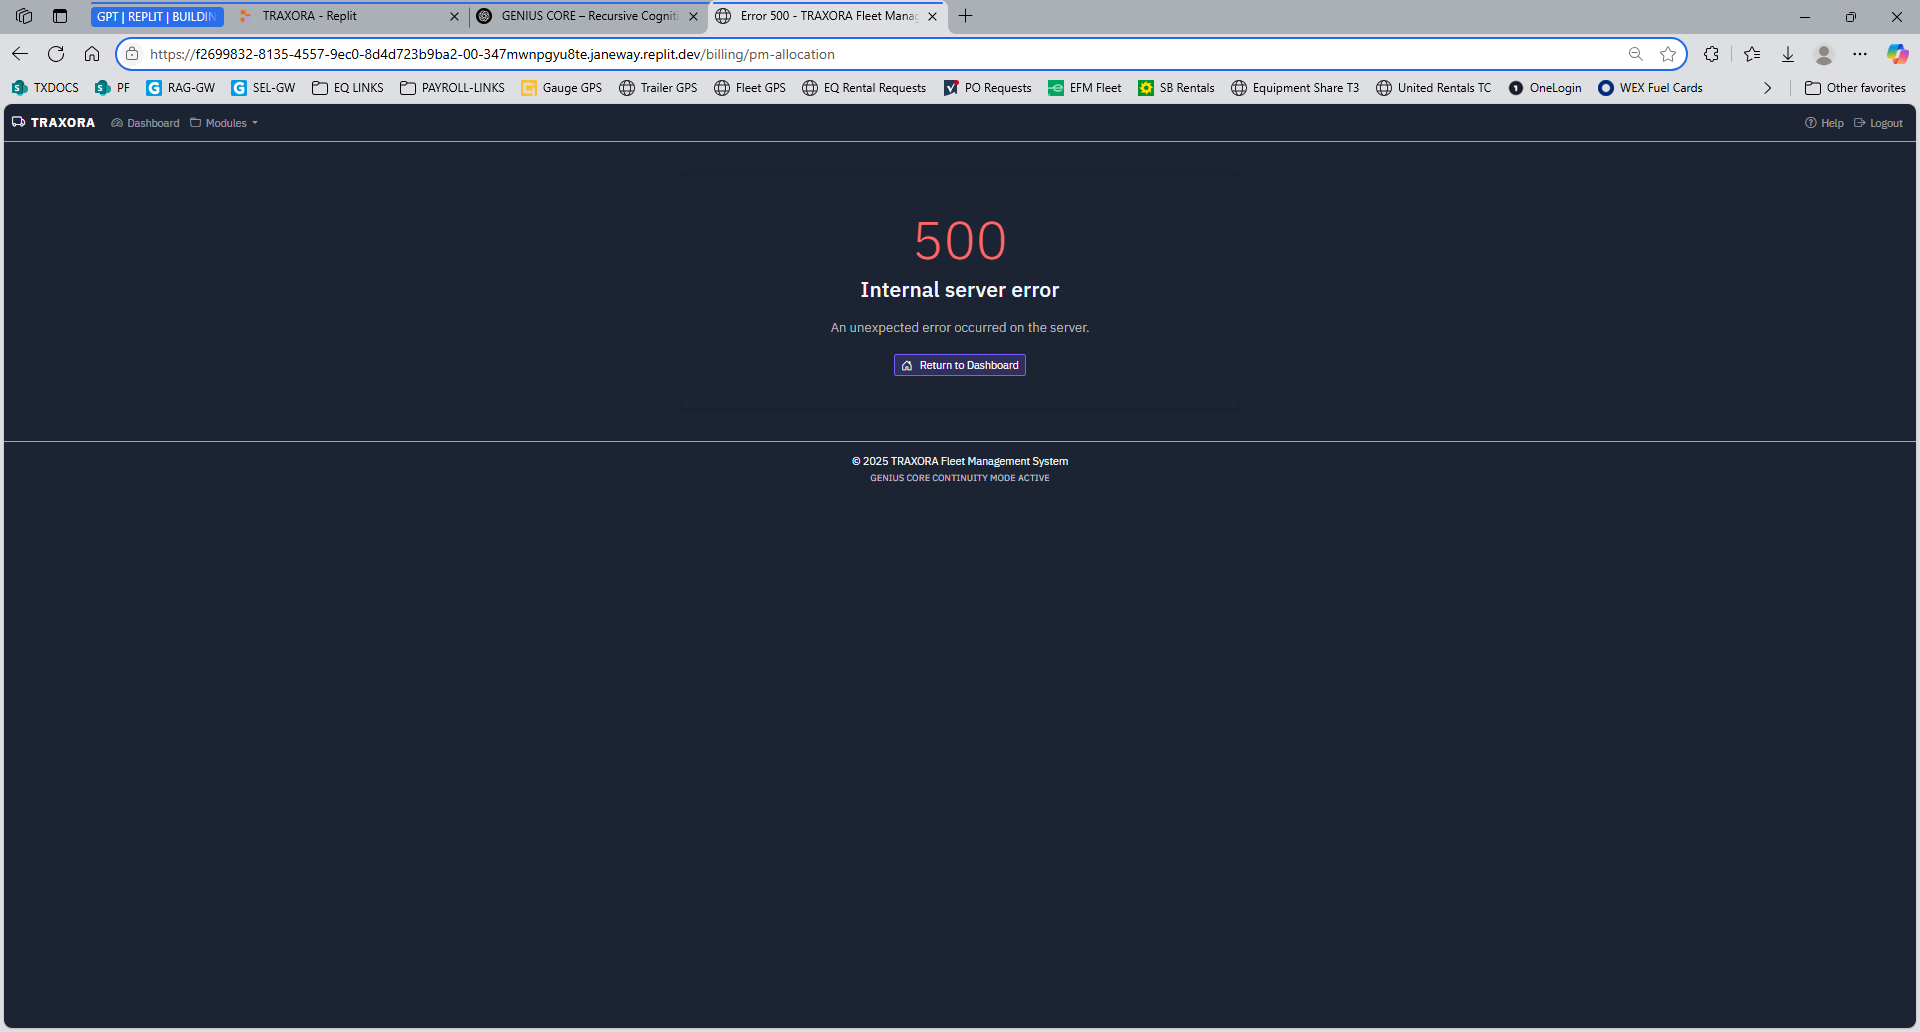 GPT | REPLIT | BUILDIN
TRAXORA - Replit
GENIUS CORE – Recursive Cogniti
Error 500 - TRAXORA Fleet Manag
https://f2699832-8135-4557-9ec0-8d4d723b9ba2-00-347mwnpgyu8te.janeway.replit.dev/billing/pm-allocation
TXDOCS PF RAG-GW SEL-GW EQ LINKS PAYROLL-LINKS Gauge GPS Trailer GPS Fleet GPS EQ Rental Requests PO Requests EFM Fleet SB Rentals Equipment Share T3 United Rentals TC OneLogin WEX Fuel Cards Other favorites
TRAXORA Dashboard Modules Help Logout
500
Internal server error
An unexpected error occurred on the server.
Return to Dashboard
© 2025 TRAXORA Fleet Management System
GENIUS CORE CONTINUITY MODE ACTIVE